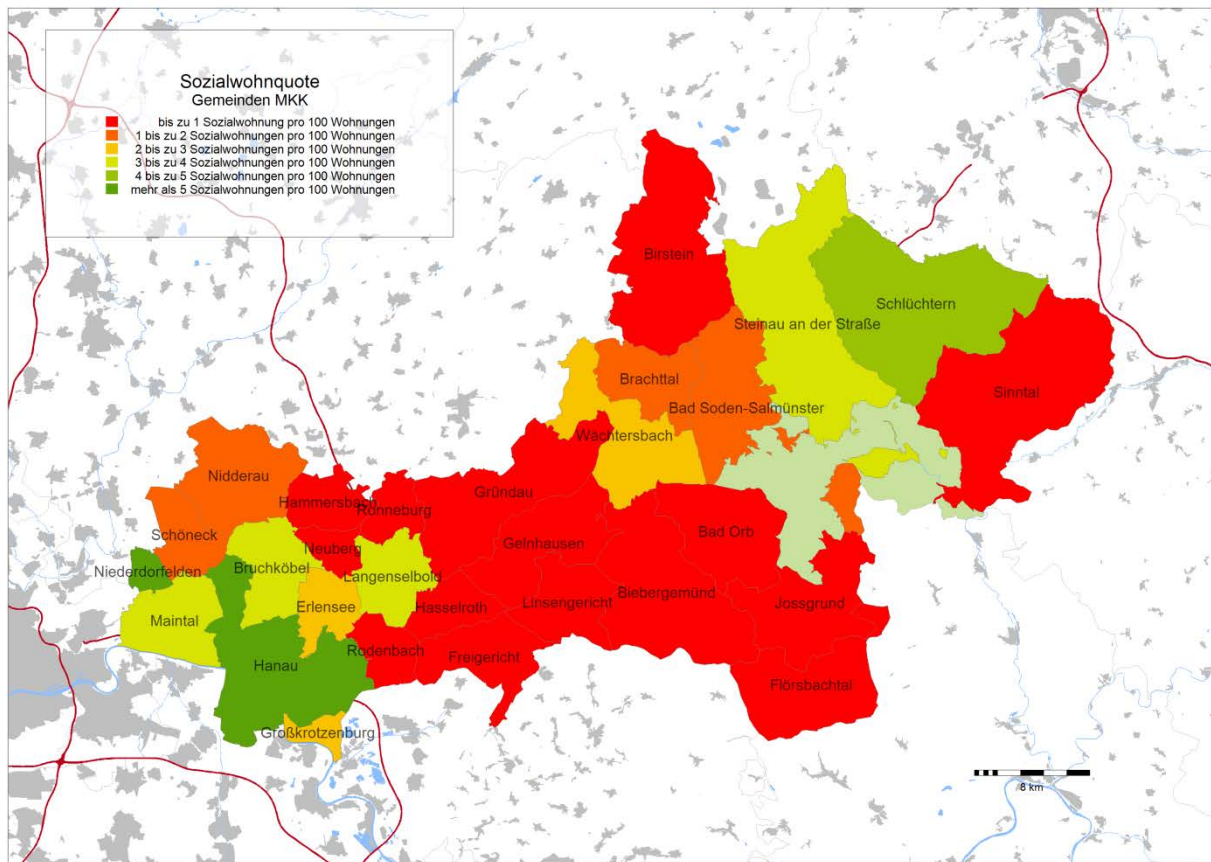 Sozialwohnquote
Gemeinden MKK
bis zu 1 Sozialwohnung pro 100 Wohnungen
1 bis zu 2 Sozialwohnungen pro 100 Wohnungen
2 bis zu 3 Sozialwohnungen pro 100 Wohnungen
3 bis zu 4 Sozialwohnungen pro 100 Wohnungen
4 bis zu 5 Sozialwohnungen pro 100 Wohnungen
mehr als 5 Sozialwohnungen pro 100 Wohnungen
Birstein
Schlüchtern
Steinau an der Straße
Brachttal
Sinntal
Bad Soden-Salmünster
Wächtersbach
Nidderau
Gründau
Hammersbach
Ronneburg
Bad Orb
Schöneck
Neuberg
Gelnhausen
Niederdorfelden
Bruchköbel
Langenselbold
Biebergemünd
Linsengericht
Jossgrund
Erlensee
Hasselroth
Maintal
Rodenbach
Freigericht
Hanau
Flörsbachtal
Großkrotzenburg
8 km